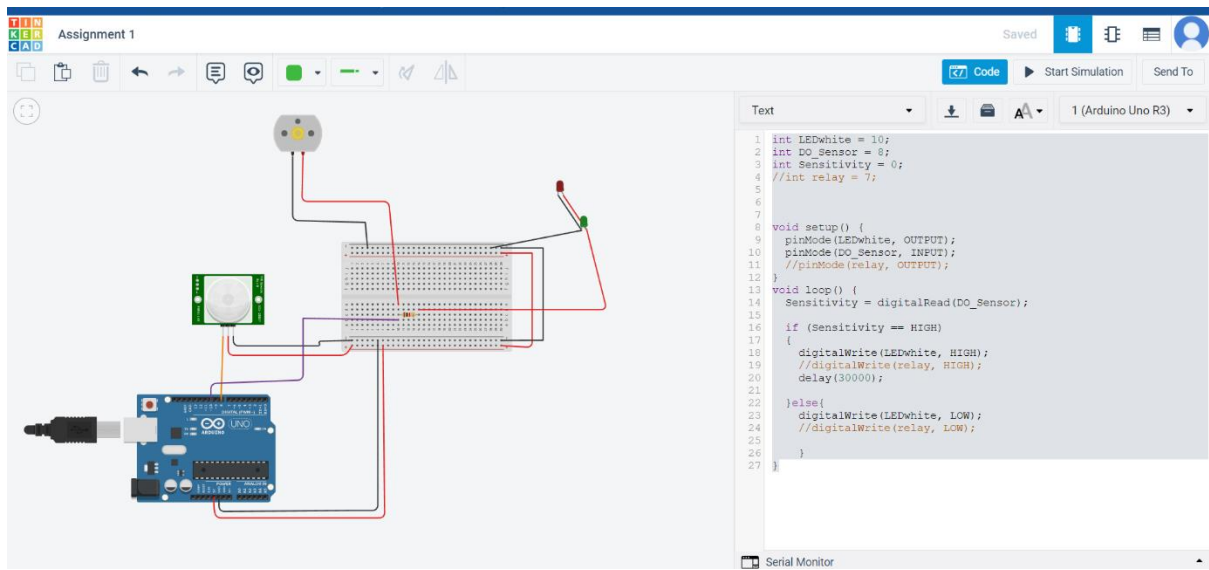 TIN
KER
CAD
Assignment 1
Saved
Code
Start Simulation
Send To
Text
AA
1 (Arduino Uno R3)
1 int LEDwhite = 10;
2 int DO_Sensor = 8;
3 int Sensitivity = 0;
4 //int relay = 7;
5
6
7
8 void setup() {
9 pinMode(LEDwhite, OUTPUT);
10 pinMode(DO_Sensor, INPUT);
11 //pinMode(relay, OUTPUT);
12 }
13 void loop() {
14 Sensitivity = digitalRead(DO_Sensor);
15
16 if (Sensitivity == HIGH)
17 {
18 digitalWrite(LEDwhite, HIGH);
19 //digitalWrite(relay, HIGH);
20 delay(30000);
21
22 }else{
23 digitalWrite(LEDwhite, LOW);
24 //digitalWrite(relay, LOW);
25
26 }
27 }
UNO
ARDUINO
POWER
Serial Monitor